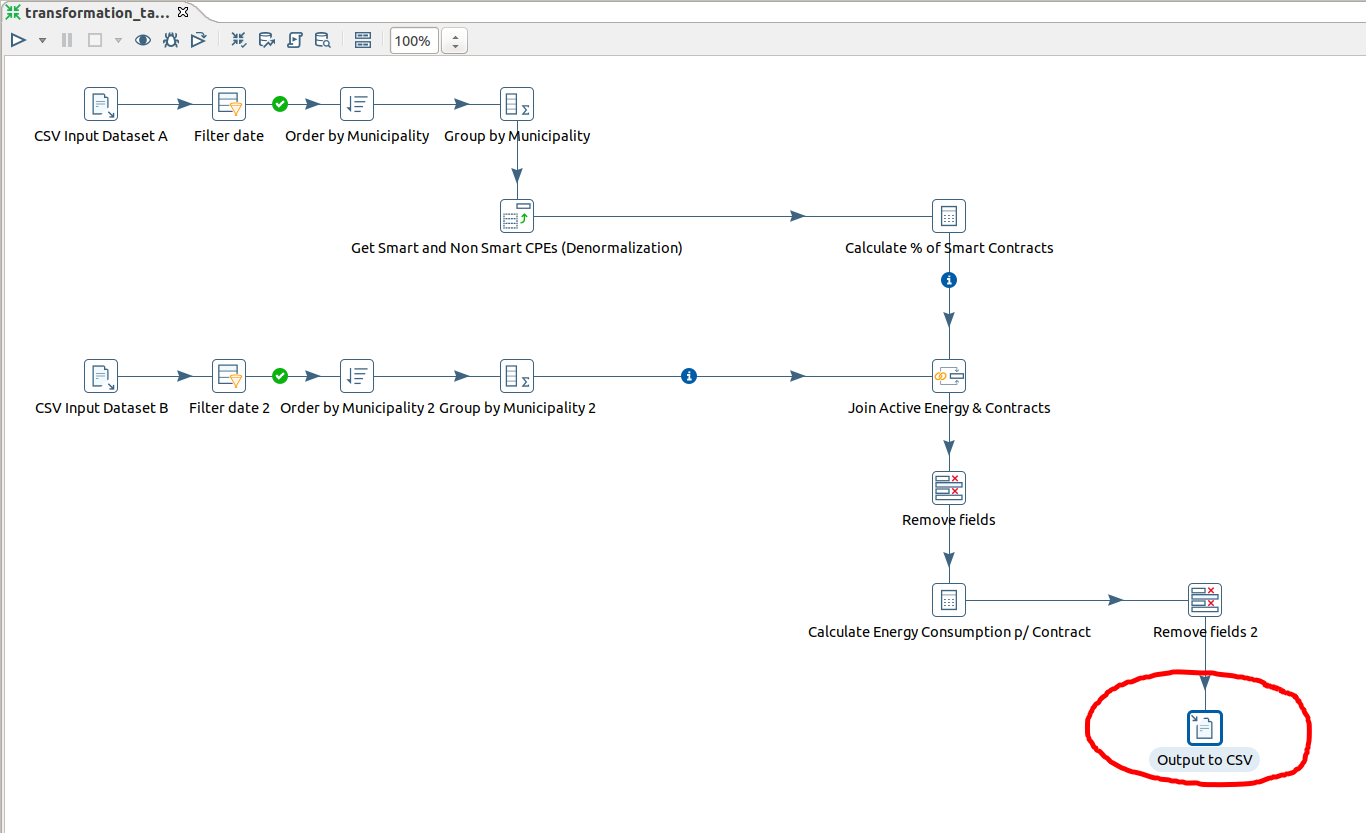 transformation_ta...
100%
CSV Input Dataset A
Filter date
Order by Municipality
Group by Municipality
Get Smart and Non Smart CPEs (Denormalization)
Calculate % of Smart Contracts
CSV Input Dataset B
Filter date 2
Order by Municipality 2
Group by Municipality 2
Join Active Energy & Contracts
Remove fields
Calculate Energy Consumption p/ Contract
Remove fields 2
Output to CSV